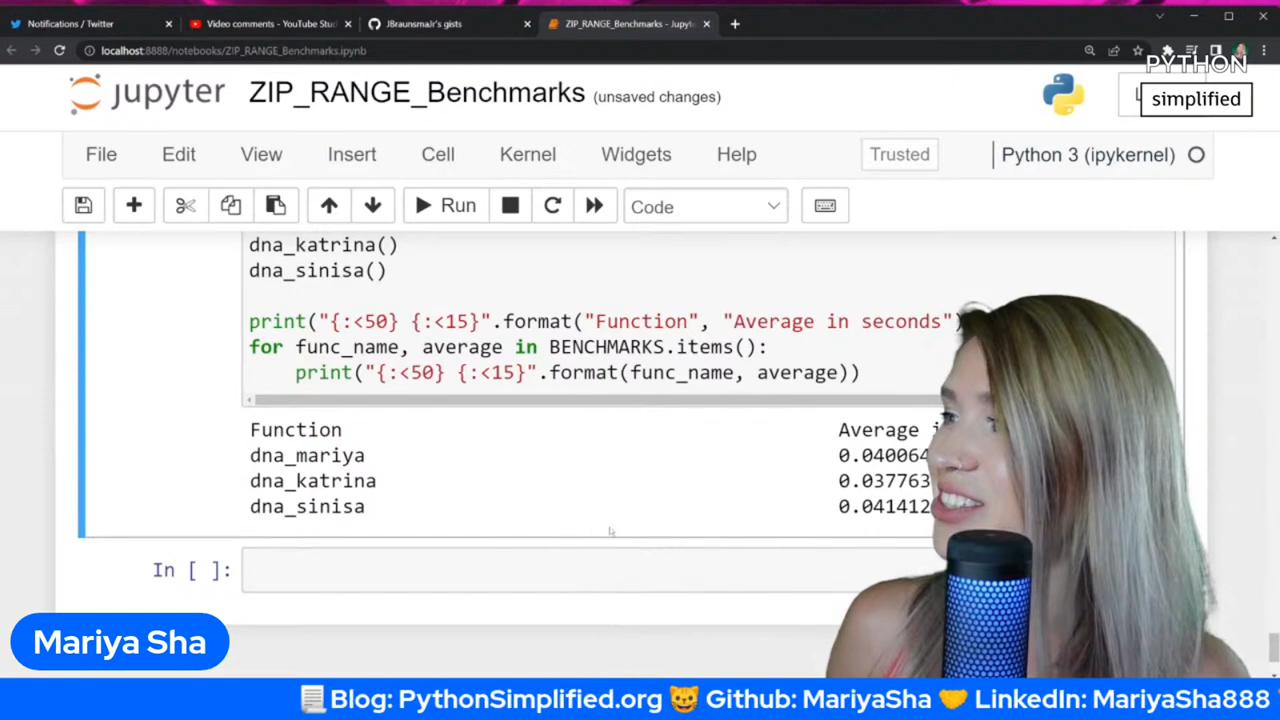 Notifications / Twitter
Video comments - YouTube Stud
JBraunsmaJr's gists
ZIP_RANGE_Benchmarks - Jupyte
localhost:8888/notebooks/ZIP_RANGE_Benchmarks.ipynb
PYTHON
simplified
jupyter ZIP_RANGE_Benchmarks (unsaved changes)
File Edit View Insert Cell Kernel Widgets Help Trusted Python 3 (ipykernel)
Run Code
dna_katrina()
dna_sinisa()
print("{:<50} {:<15}".format("Function", "Average in seconds")
for func_name, average in BENCHMARKS.items():
print("{:<50} {:<15}".format(func_name, average))
Function Average
dna_mariya 0.040064
dna_katrina 0.037763
dna_sinisa 0.041412
In [ ]:
Mariya Sha
Blog: PythonSimplified.org Github: MariyaSha LinkedIn: MariyaSha888